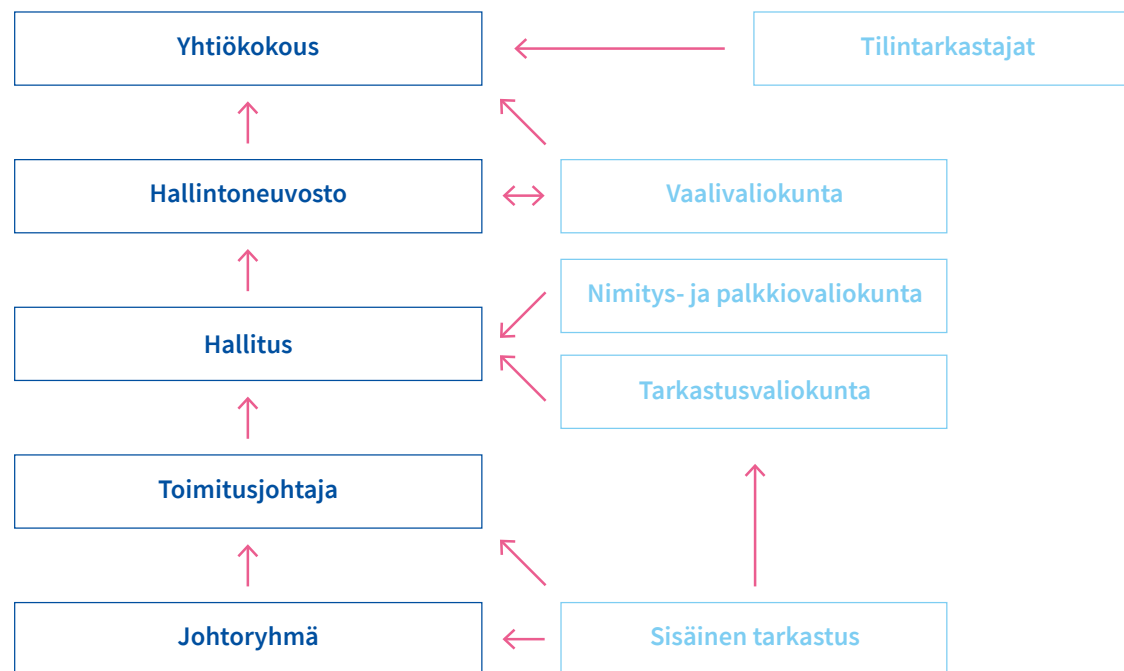 Yhtiökokous
Tilintarkastajat
Hallintoneuvosto
Vaalivaliokunta
Nimitys- ja palkkiovaliokunta
Hallitus
Tarkastusvaliokunta
Toimitusjohtaja
Johtoryhmä
Sisäinen tarkastus